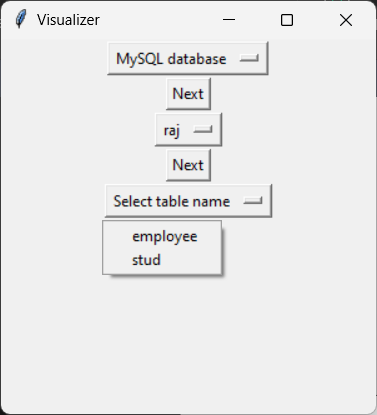 Visualizer
MySQL database
Next
raj
Next
Select table name
employee
stud